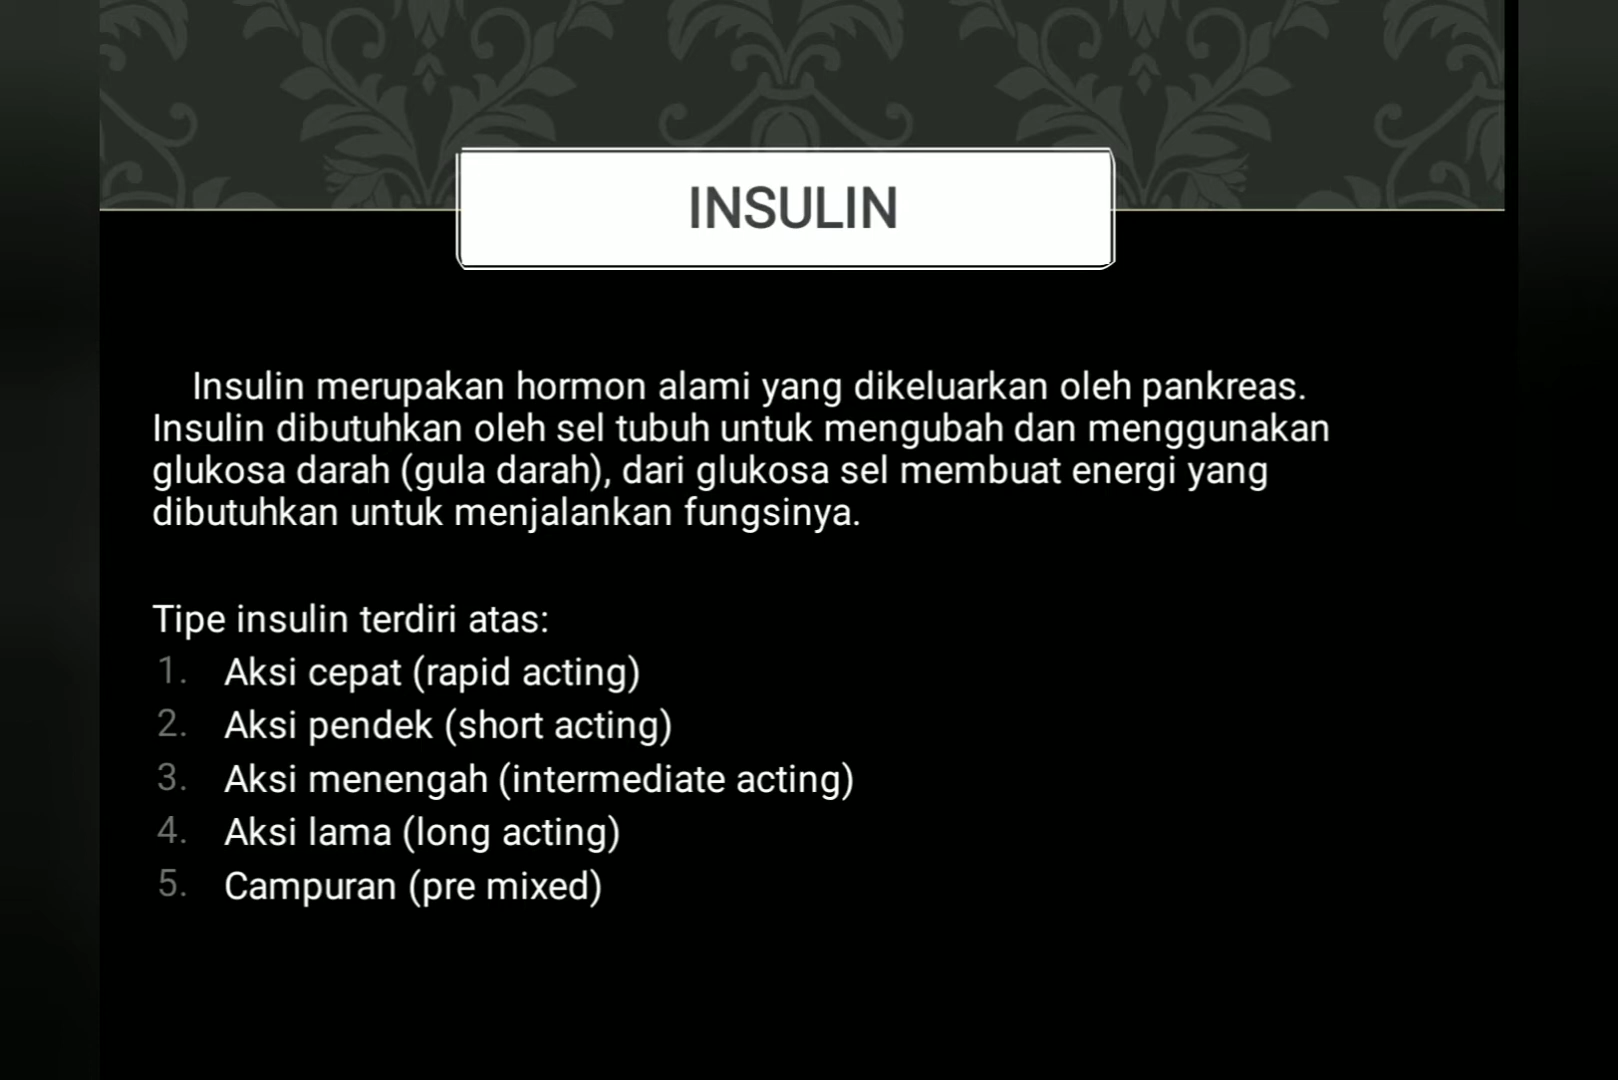 INSULIN
Insulin merupakan hormon alami yang dikeluarkan oleh pankreas.
Insulin dibutuhkan oleh sel tubuh untuk mengubah dan menggunakan
glukosa darah (gula darah), dari glukosa sel membuat energi yang
dibutuhkan untuk menjalankan fungsinya.
Tipe insulin terdiri atas:
1. Aksi cepat (rapid acting)
2. Aksi pendek (short acting)
3. Aksi menengah (intermediate acting)
4. Aksi lama (long acting)
5. Campuran (pre mixed)